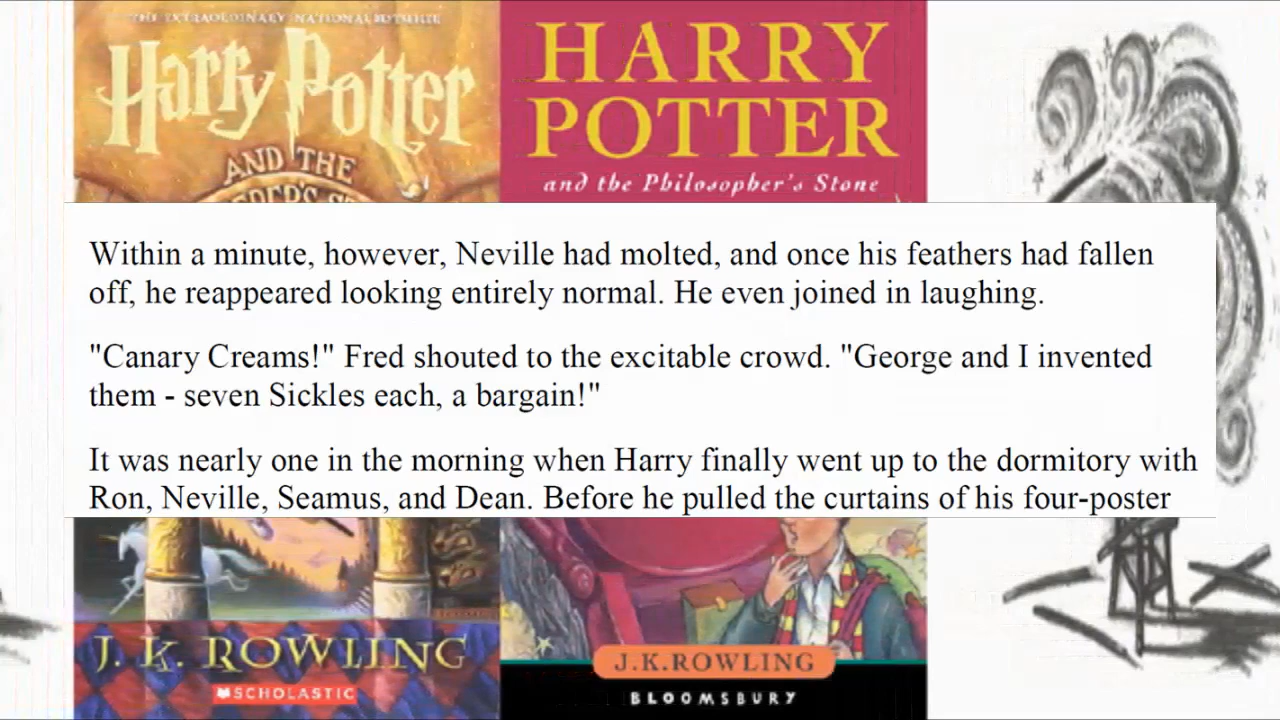 THE EXTRAORDINARY NATIONAL BESTSELLER
Harry Potter
AND THE
HARRY
POTTER
and the Philosopher's Stone
Within a minute, however, Neville had molted, and once his feathers had fallen
off, he reappeared looking entirely normal. He even joined in laughing.
"Canary Creams!" Fred shouted to the excitable crowd. "George and I invented
them - seven Sickles each, a bargain!"
It was nearly one in the morning when Harry finally went up to the dormitory with
Ron, Neville, Seamus, and Dean. Before he pulled the curtains of his four-poster
J. K. ROWLING
SCHOLASTIC
J.K.ROWLING
BLOOMSBURY